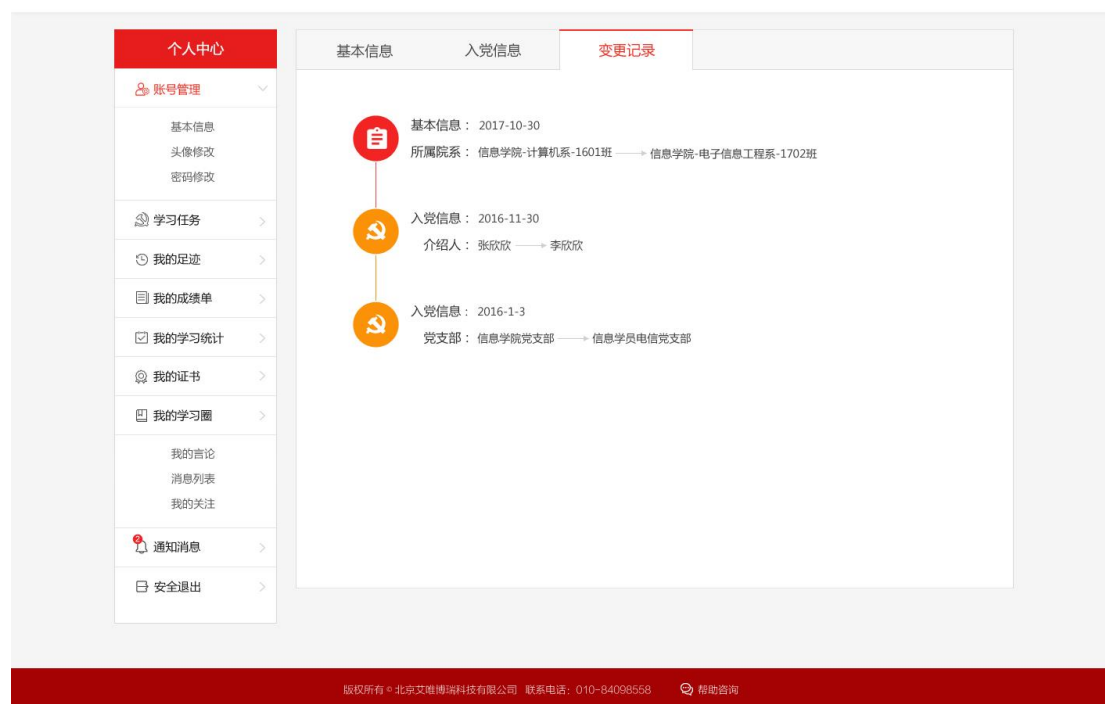 个人中心
账号管理
基本信息
头像修改
密码修改
学习任务
我的足迹
我的成绩单
我的学习统计
我的证书
我的学习圈
我的言论
消息列表
我的关注
2
通知消息
安全退出
基本信息 入党信息 变更记录
基本信息： 2017-10-30
所属院系： 信息学院-计算机系-1601班 信息学院-电子信息工程系-1702班
入党信息： 2016-11-30
介绍人： 张欣欣 李欣欣
入党信息： 2016-1-3
党支部： 信息学院党支部 信息学员电信党支部
版权所有 © 北京艾唯博瑞科技有限公司 联系电话：010-84098558 帮助咨询